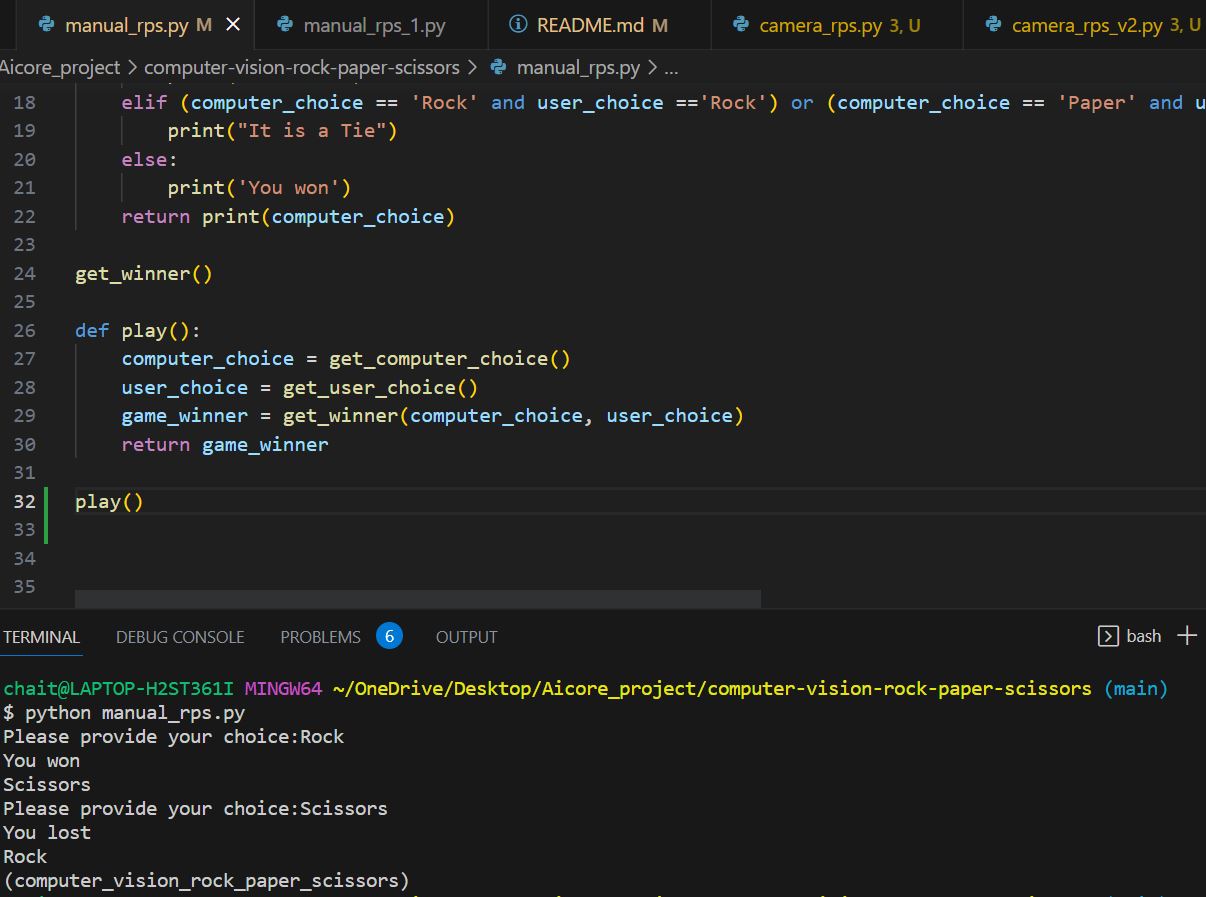 manual_rps.py M
manual_rps_1.py
README.md M
camera_rps.py 3, U
camera_rps_v2.py 3, U
Aicore_project > computer-vision-rock-paper-scissors > manual_rps.py > ...
18 elif (computer_choice == 'Rock' and user_choice =='Rock') or (computer_choice == 'Paper' and u
19 print("It is a Tie")
20 else:
21 print('You won')
22 return print(computer_choice)
23
24 get_winner()
25
26 def play():
27 computer_choice = get_computer_choice()
28 user_choice = get_user_choice()
29 game_winner = get_winner(computer_choice, user_choice)
30 return game_winner
31
32 play()
33
34
35
TERMINAL DEBUG CONSOLE PROBLEMS 6 OUTPUT bash
chait@LAPTOP-H2ST361I MINGW64 ~/OneDrive/Desktop/Aicore_project/computer-vision-rock-paper-scissors (main)
$ python manual_rps.py
Please provide your choice:Rock
You won
Scissors
Please provide your choice:Scissors
You lost
Rock
(computer_vision_rock_paper_scissors)